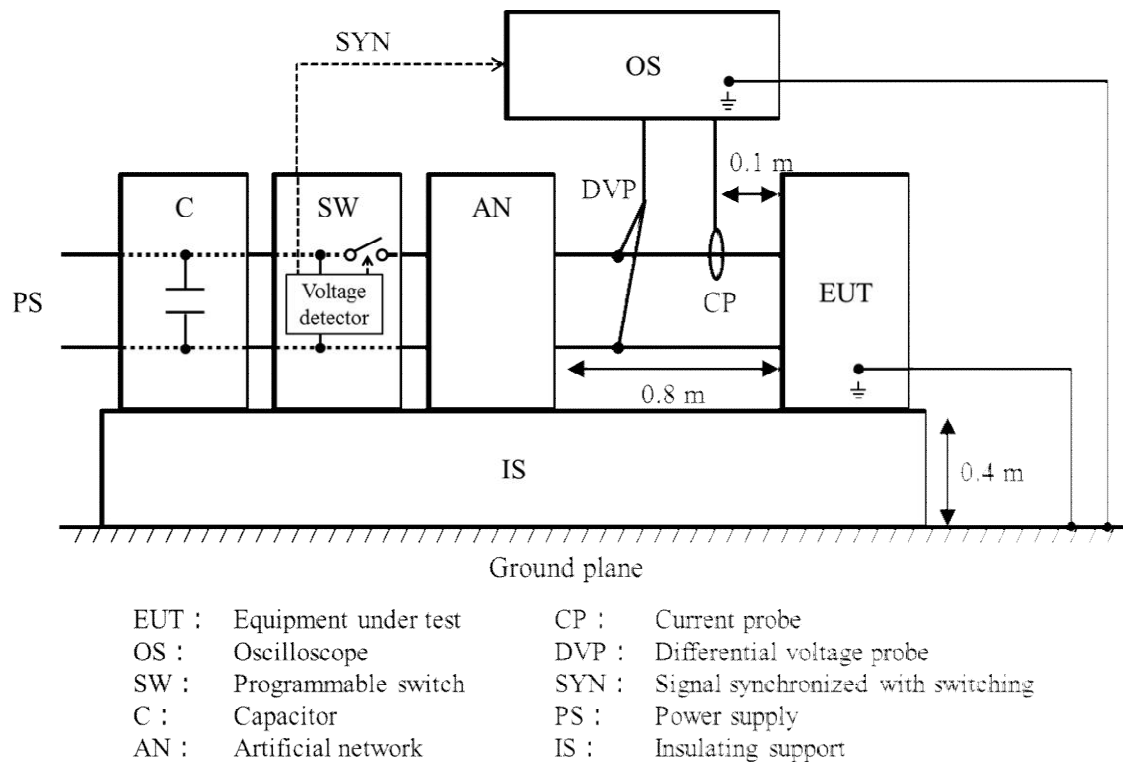 SYN
OS
0.1 m
DVP
C
SW
AN
CP
PS
Voltage
detector
EUT
0.8 m
IS
0.4 m
Ground plane
EUT : Equipment under test
OS : Oscilloscope
SW : Programmable switch
C : Capacitor
AN : Artificial network
CP : Current probe
DVP : Differential voltage probe
SYN : Signal synchronized with switching
PS : Power supply
IS : Insulating support